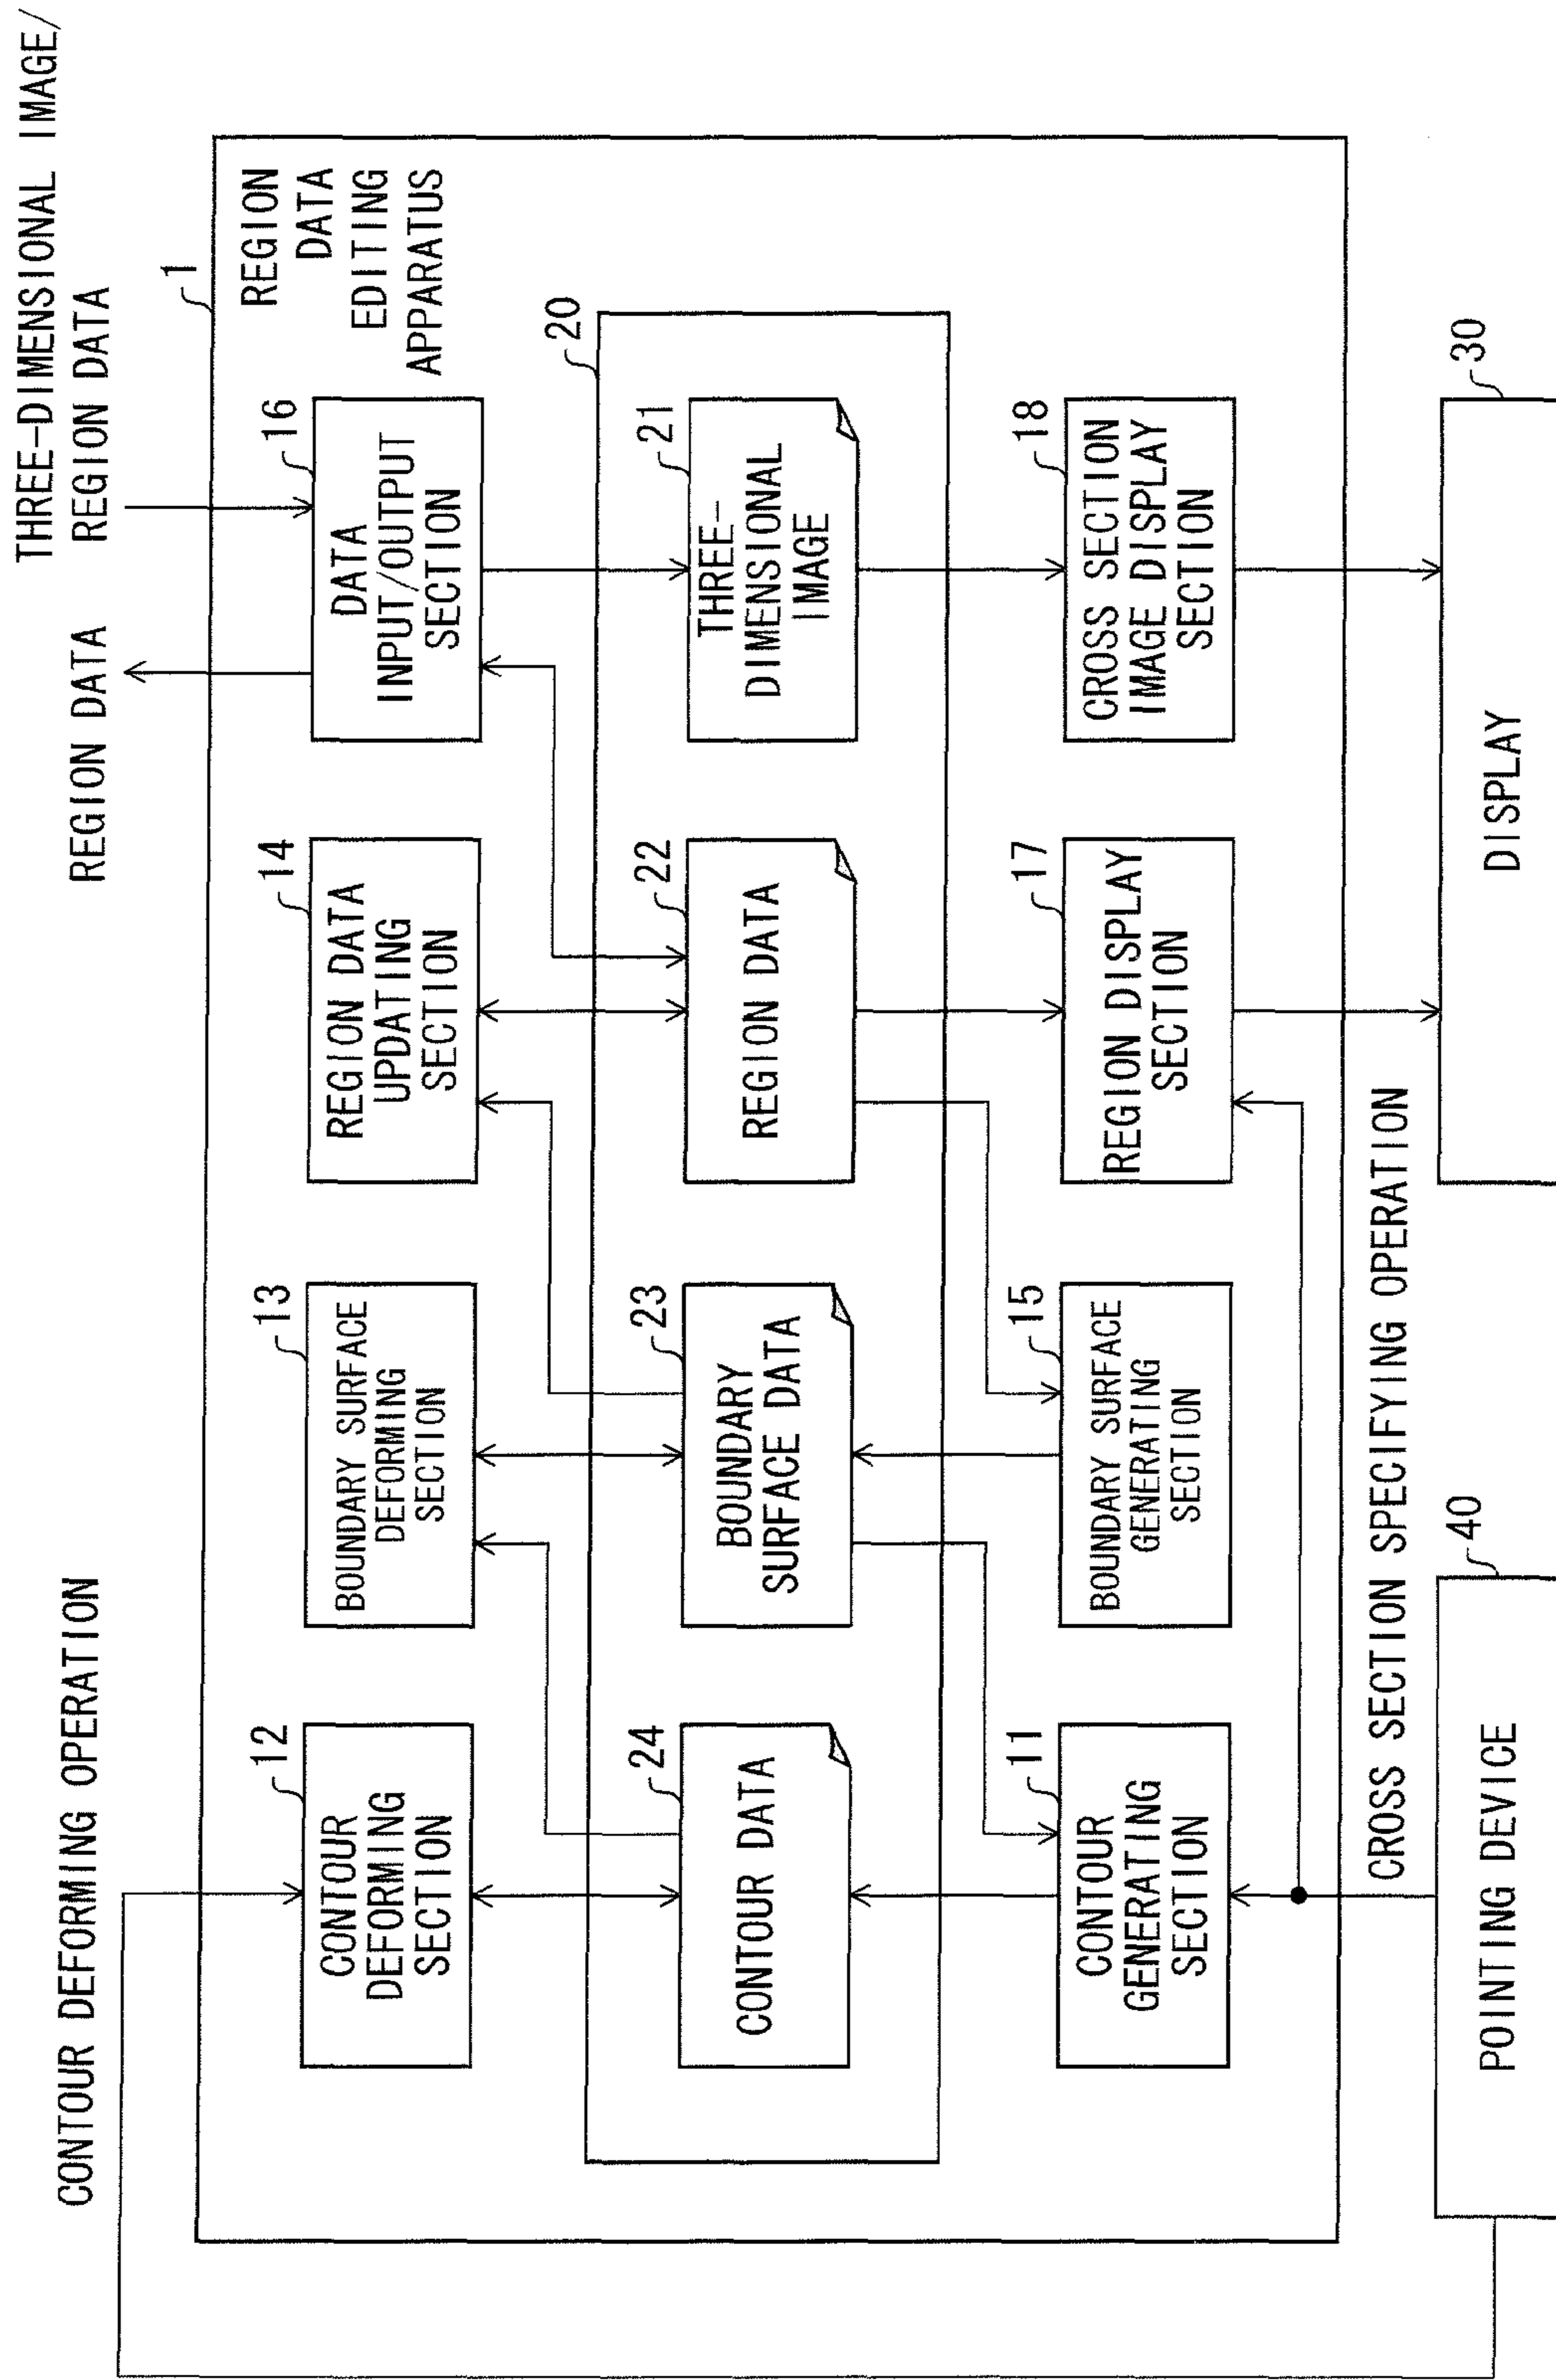 CONTOUR DEFORMING OPERATION
REGION DATA
THREE-DIMENSIONAL IMAGE/
REGION DATA
1
REGION
DATA
EDITING
APPARATUS
12
CONTOUR
DEFORMING
SECTION
13
BOUNDARY SURFACE
DEFORMING
SECTION
14
REGION DATA
UPDATING
SECTION
16
DATA
INPUT/OUTPUT
SECTION
20
24
CONTOUR DATA
23
BOUNDARY
SURFACE DATA
22
REGION DATA
21
THREE-
DIMENSIONAL
IMAGE
11
CONTOUR
GENERATING
SECTION
15
BOUNDARY SURFACE
GENERATING
SECTION
17
REGION DISPLAY
SECTION
18
CROSS SECTION
IMAGE DISPLAY
SECTION
CROSS SECTION SPECIFYING OPERATION
40
POINTING DEVICE
30
DISPLAY